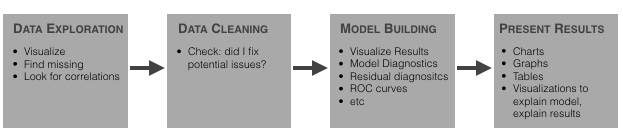 DATA EXPLORATION
• Visualize
• Find missing
• Look for correlations
DATA CLEANING
• Check: did I fix
potential issues?
MODEL BUILDING
• Visualize Results
• Model Diagnostics
• Residual diagnositcs
• ROC curves
• etc
PRESENT RESULTS
• Charts
• Graphs
• Tables
• Visualizations to
explain model,
explain results